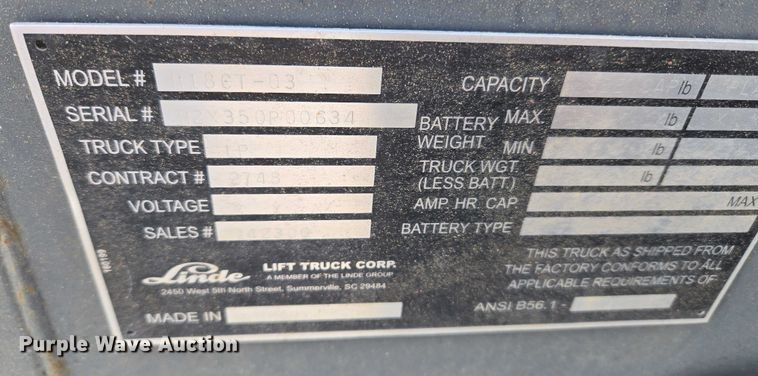 MODEL #
SERIAL # 2X350P00634
TRUCK TYPE LP
CONTRACT # 2748
VOLTAGE
SALES #
CAPACITY lb
BATTERY WEIGHT MAX. lb
MIN. lb
TRUCK WGT. (LESS BATT.) lb
AMP. HR. CAP. MAX
BATTERY TYPE
Linde LIFT TRUCK CORP.
A MEMBER OF THE LINDE GROUP
2450 West 5th North Street, Summerville, SC 29484
MADE IN
THIS TRUCK AS SHIPPED FROM
THE FACTORY CONFORMS TO ALL
APPLICABLE REQUIREMENTS OF
ANSI B56.1 -
Purple Wave Auction